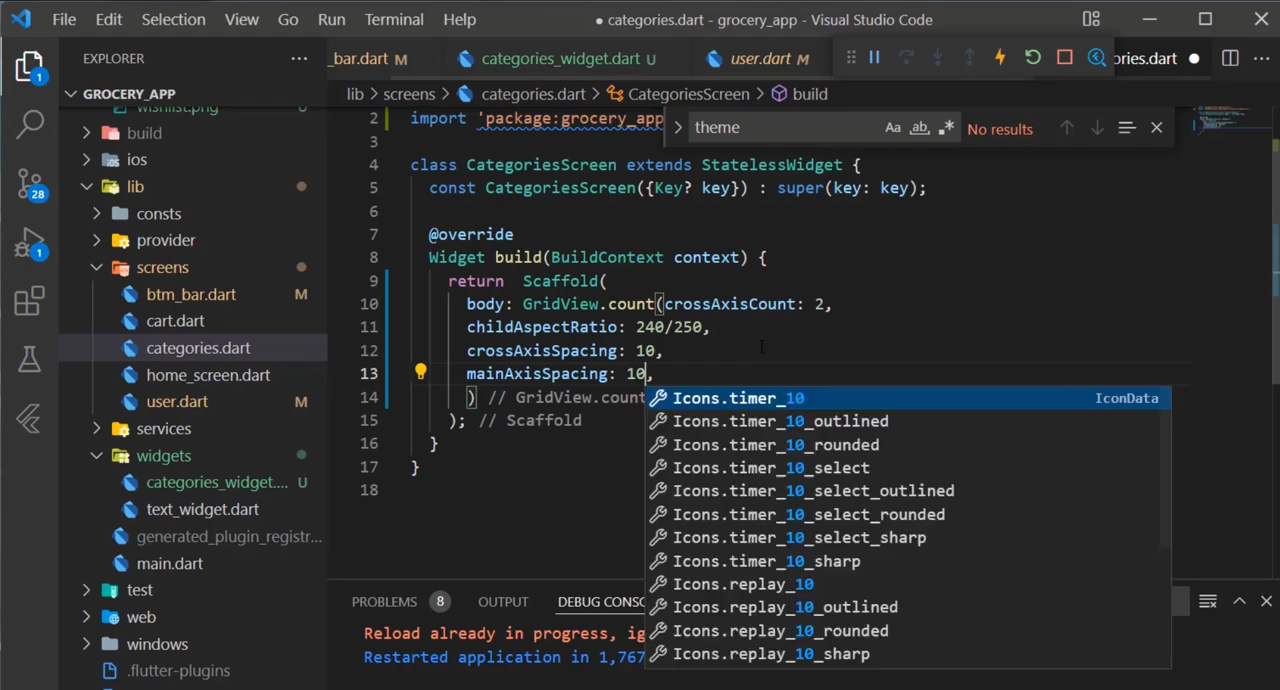 File Edit Selection View Go Run Terminal Help
● categories.dart - grocery_app - Visual Studio Code
EXPLORER
_bar.dart M
categories_widget.dart U
user.dart M
ories.dart ●
GROCERY_APP
lib > screens > categories.dart > CategoriesScreen > build
wishlist.png
build
ios
lib
consts
provider
screens
btm_bar.dart M
cart.dart
categories.dart
home_screen.dart
user.dart M
services
widgets
categories_widget.... U
text_widget.dart
generated_plugin_registr...
main.dart
test
web
windows
.flutter-plugins
1
28
1
theme
Aa ab .*
No results
2 import 'package:grocery_app
3
4 class CategoriesScreen extends StatelessWidget {
5 const CategoriesScreen({Key? key}) : super(key: key);
6
7 @override
8 Widget build(BuildContext context) {
9 return Scaffold(
10 body: GridView.count(crossAxisCount: 2,
11 childAspectRatio: 240/250,
12 crossAxisSpacing: 10,
13 mainAxisSpacing: 10,
14 ) // GridView.count
15 ); // Scaffold
16 }
17 }
18
Icons.timer_10 IconData
Icons.timer_10_outlined
Icons.timer_10_rounded
Icons.timer_10_select
Icons.timer_10_select_outlined
Icons.timer_10_select_rounded
Icons.timer_10_select_sharp
Icons.timer_10_sharp
Icons.replay_10
Icons.replay_10_outlined
Icons.replay_10_rounded
Icons.replay_10_sharp
PROBLEMS 8 OUTPUT DEBUG CONSO
Reload already in progress, ig
Restarted application in 1,767